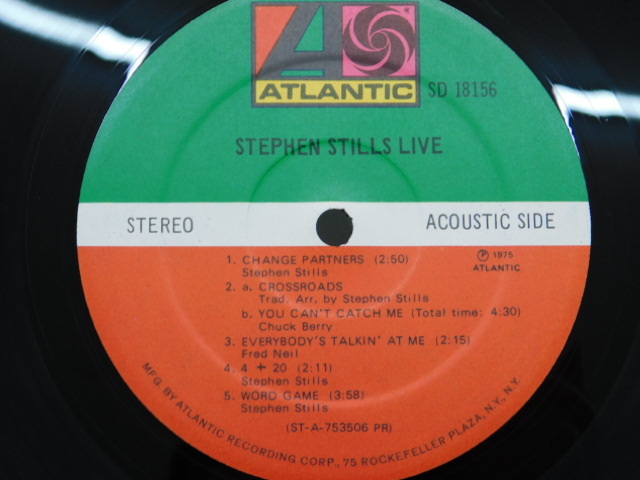 ATLANTIC
SD 18156
STEPHEN STILLS LIVE
STEREO
ACOUSTIC SIDE
1. CHANGE PARTNERS (2:50)
Stephen Stills
℗ 1975
ATLANTIC
2. a. CROSSROADS
Trad. Arr. by Stephen Stills
b. YOU CAN'T CATCH ME (Total time: 4:30)
Chuck Berry
3. EVERYBODY'S TALKIN' AT ME (2:15)
Fred Neil
4. 4 + 20 (2:11)
Stephen Stills
5. WORD GAME (3:58)
Stephen Stills
(ST-A-753506 PR)
MFG. BY ATLANTIC RECORDING CORP., 75 ROCKEFELLER PLAZA, N.Y., N.Y.